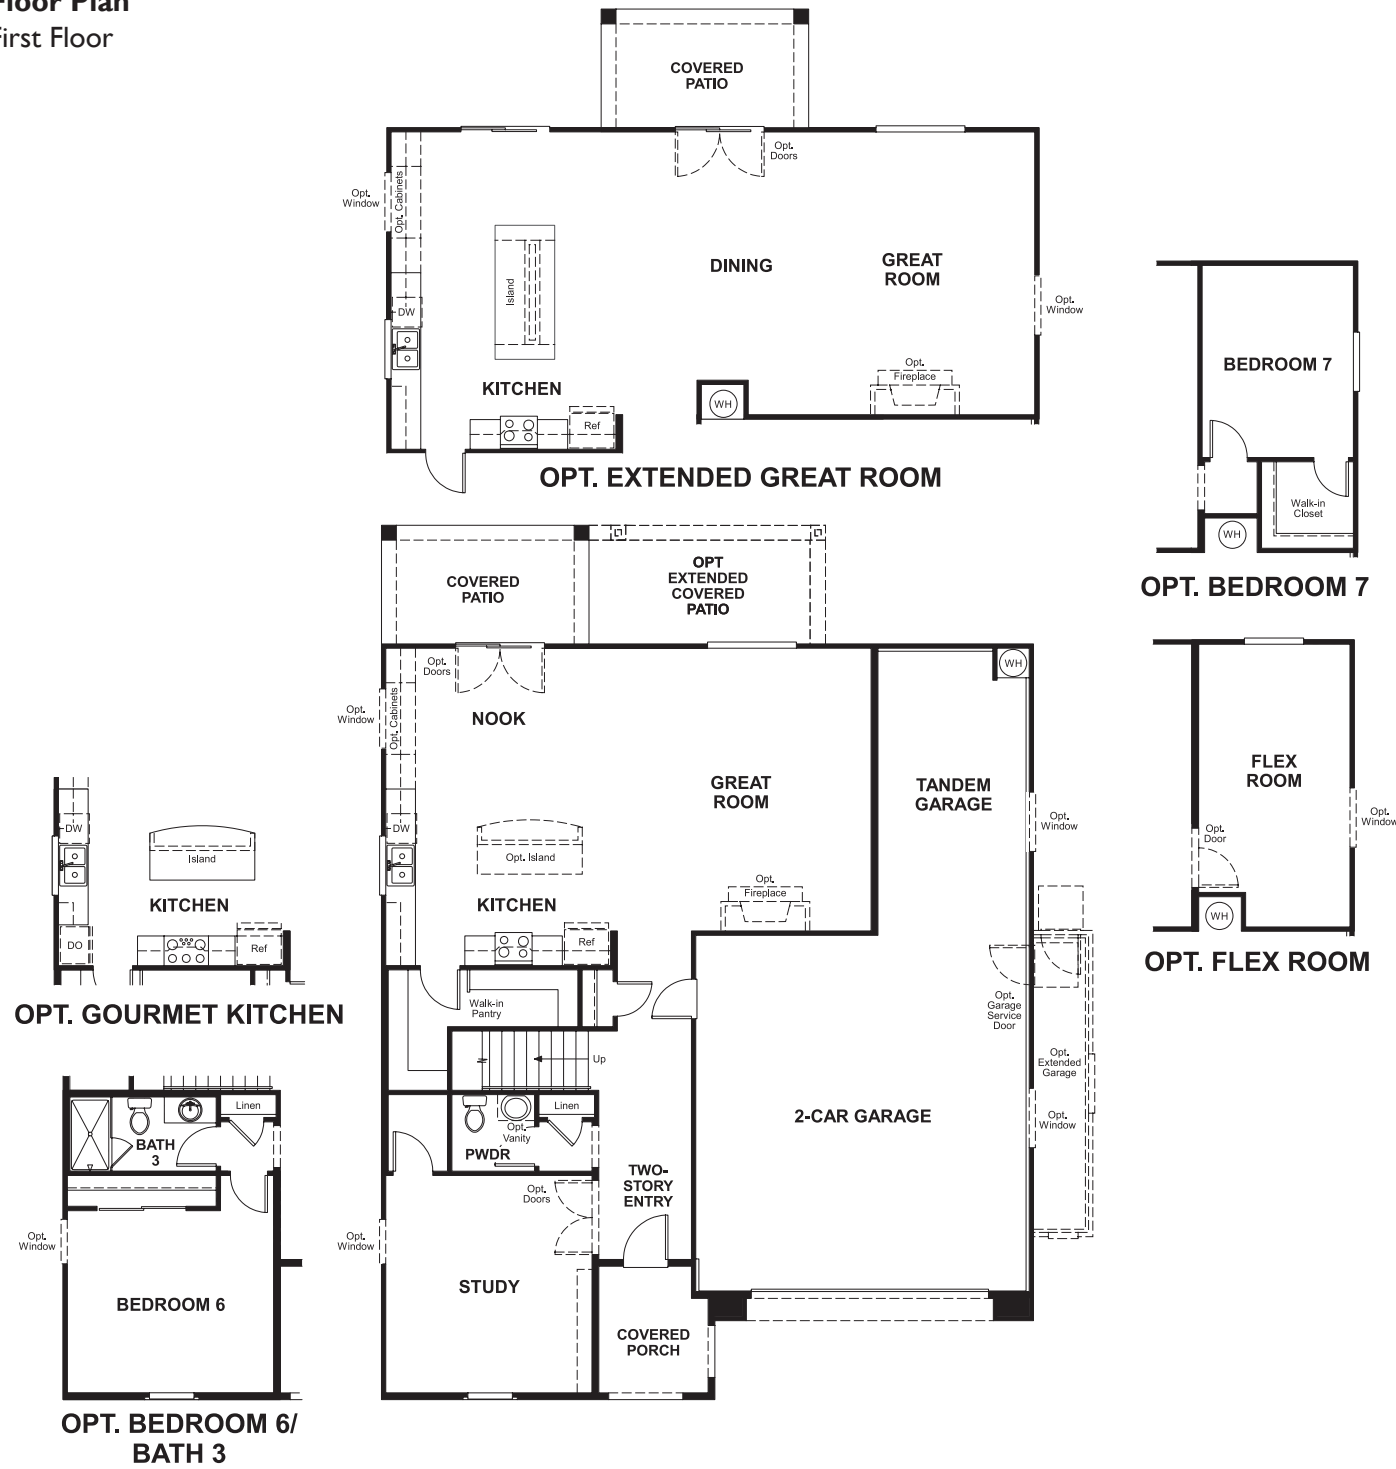 Floor Plan
First Floor
COVERED
PATIO
Opt.
Doors
Opt.
Window
Opt. Cabinets
DINING
GREAT
ROOM
Island
DW
Opt.
Window
KITCHEN
Opt.
Fireplace
WH
Ref
OPT. EXTENDED GREAT ROOM
BEDROOM 7
Walk-in
Closet
WH
OPT. BEDROOM 7
COVERED
PATIO
OPT
EXTENDED
COVERED
PATIO
Opt.
Doors
WH
Opt.
Window
Opt. Cabinets
NOOK
GREAT
ROOM
TANDEM
GARAGE
Opt.
Window
DW
Opt. Island
KITCHEN
Opt.
Fireplace
Ref
Walk-in
Pantry
Up
Opt.
Garage
Service
Door
Opt.
Extended
Garage
Opt.
Window
2-CAR GARAGE
Linen
Opt.
Vanity
PWDR
TWO-
STORY
ENTRY
Opt.
Doors
Opt.
Window
STUDY
COVERED
PORCH
FLEX
ROOM
Opt.
Window
Opt.
Door
WH
OPT. FLEX ROOM
DW
Island
KITCHEN
DO
Ref
OPT. GOURMET KITCHEN
Linen
BATH
3
Opt.
Window
BEDROOM 6
OPT. BEDROOM 6/
BATH 3